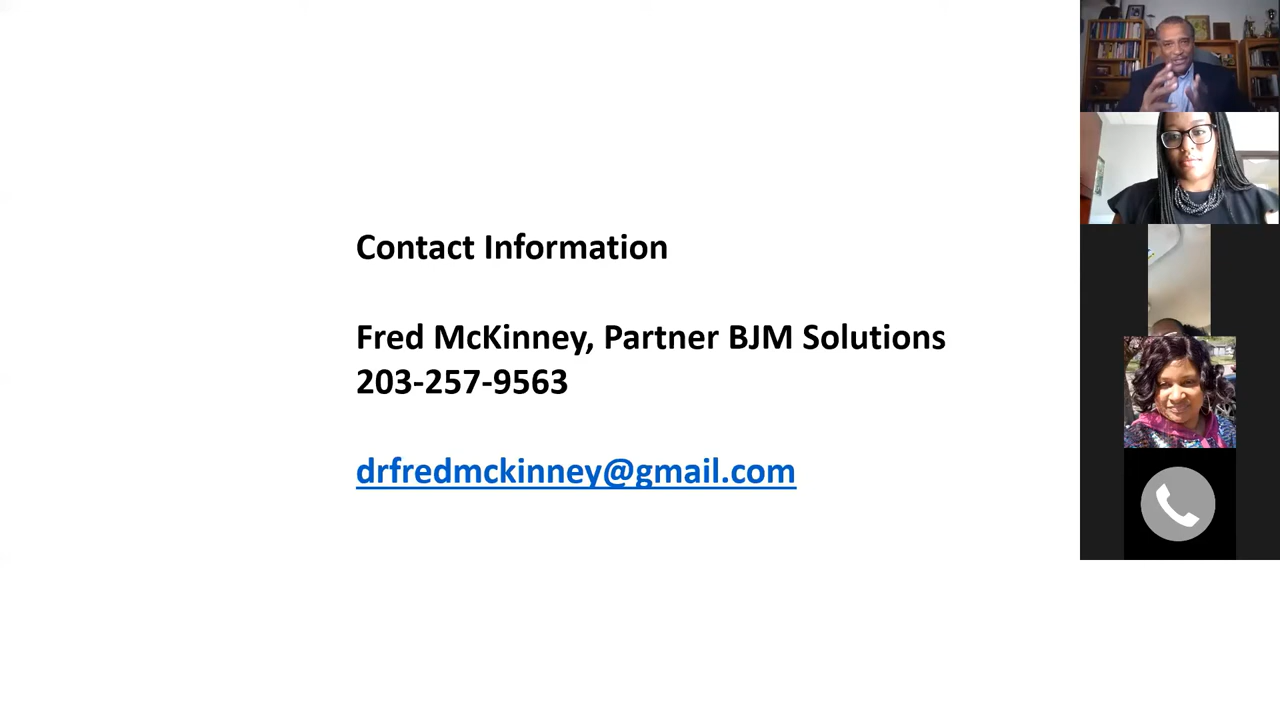 Contact Information
Fred McKinney, Partner BJM Solutions
203-257-9563
drfredmckinney@gmail.com